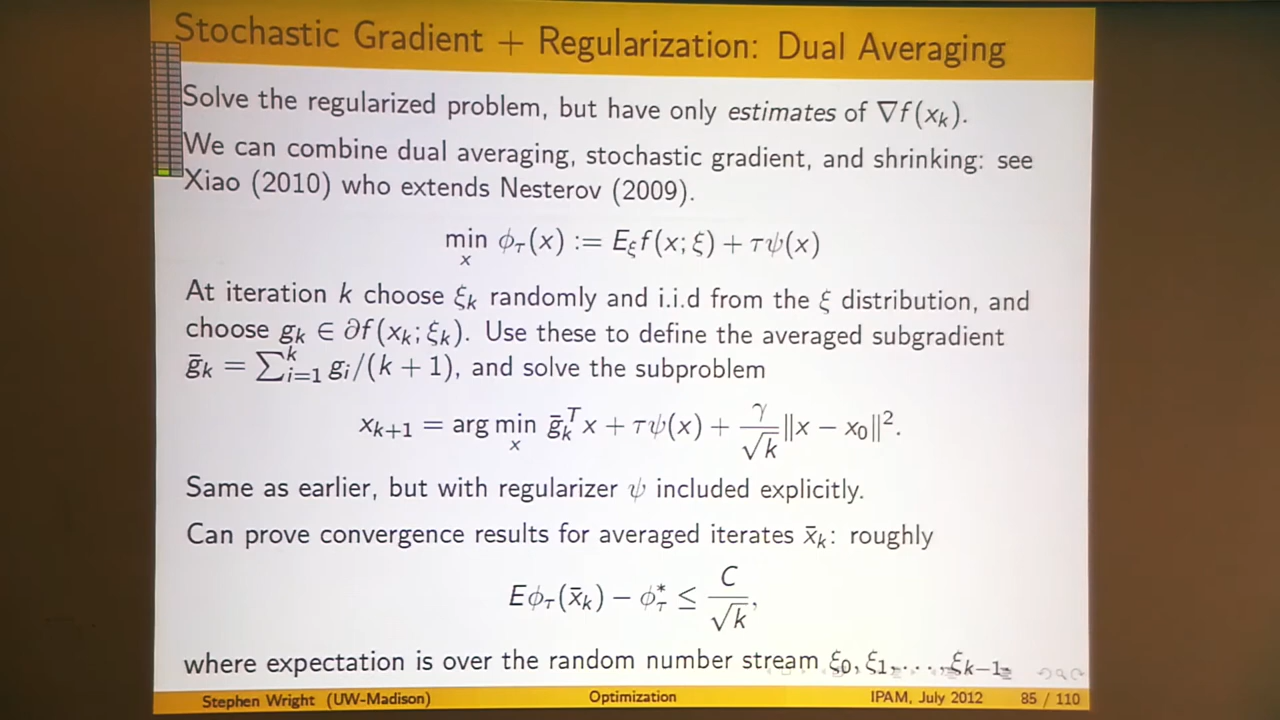 Stochastic Gradient + Regularization: Dual Averaging
Solve the regularized problem, but have only estimates of ∇f(x_k).
We can combine dual averaging, stochastic gradient, and shrinking: see
Xiao (2010) who extends Nesterov (2009).
min_x ϕ_τ(x) := E_ξ f(x; ξ) + τψ(x)
At iteration k choose ξ_k randomly and i.i.d from the ξ distribution, and
choose g_k ∈ ∂f(x_k; ξ_k). Use these to define the averaged subgradient
ḡ_k = ∑_{i=1}^k g_i/(k + 1), and solve the subproblem
x_{k+1} = arg min_x ḡ_k^T x + τψ(x) + γ/√k ‖x − x_0‖².
Same as earlier, but with regularizer ψ included explicitly.
Can prove convergence results for averaged iterates x̄_k: roughly
Eϕ_τ(x̄_k) − ϕ_τ^* ≤ C/√k,
where expectation is over the random number stream ξ_0, ξ_1, . . . , ξ_{k−1}.
Stephen Wright (UW-Madison) Optimization IPAM, July 2012 85 / 110